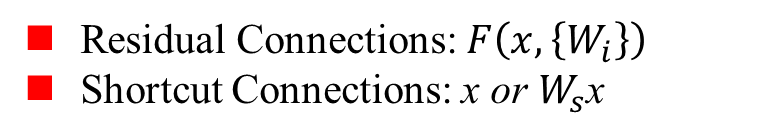 Residual Connections: F(x, {Wᵢ})
Shortcut Connections: x or Wₛx